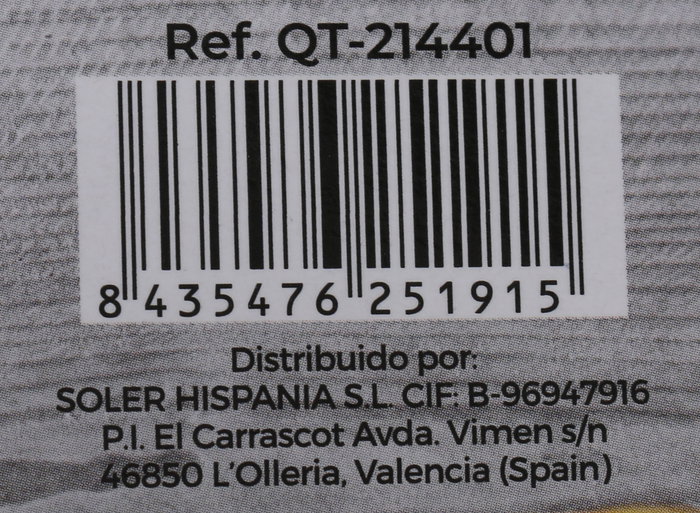 Ref. QT-214401
8 435476 251915
Distribuido por:
SOLER HISPANIA S.L. CIF: B-96947916
P.I. El Carrascot Avda. Vimen s/n
46850 L'Olleria, Valencia (Spain)